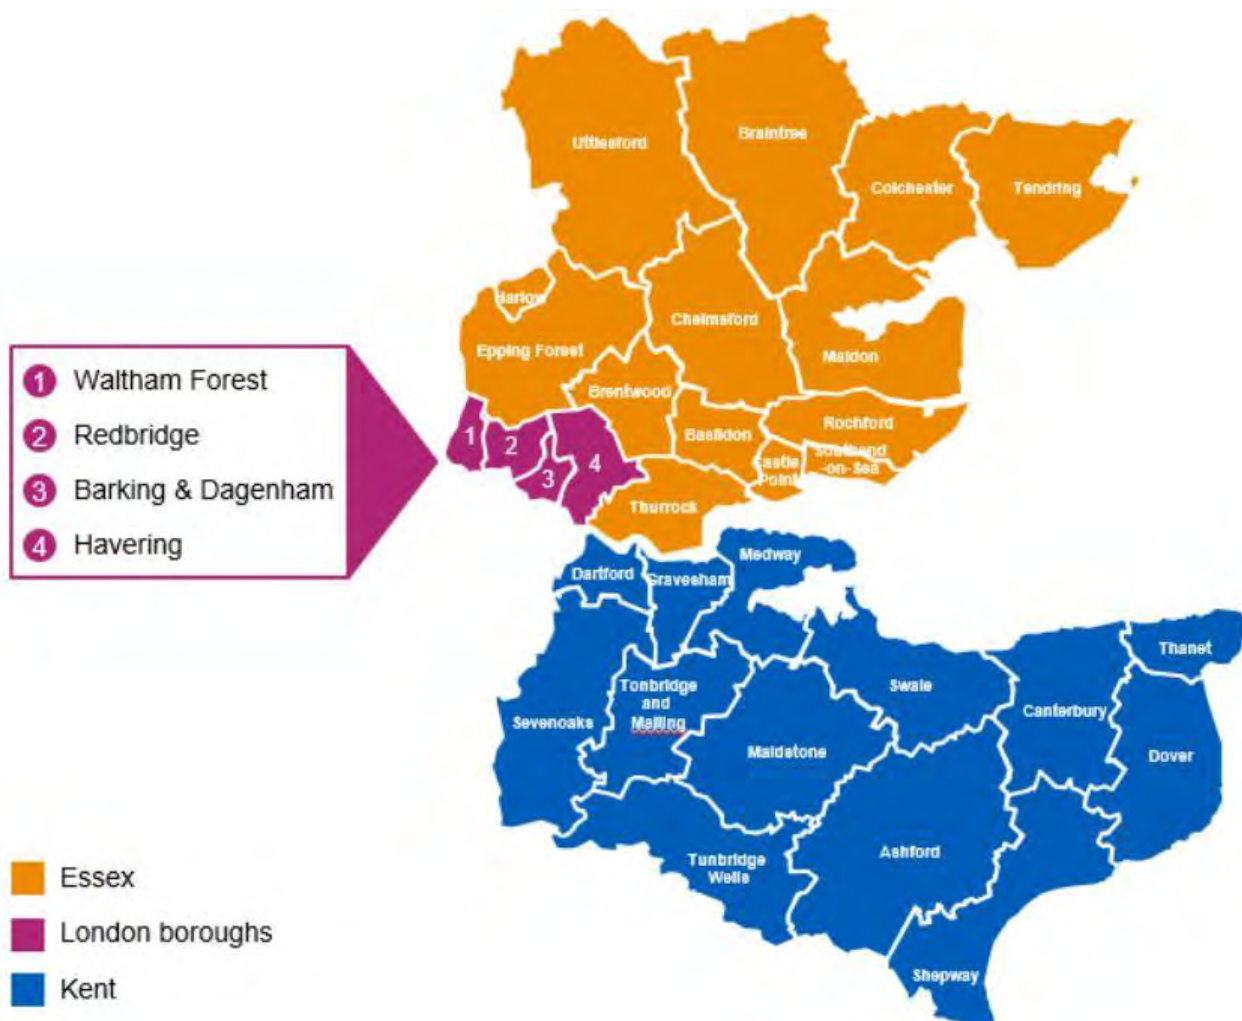 Uttlesford
Braintree
Colchester
Tendring
Harlow
Chelmsford
Epping Forest
Maldon
Brentwood
Rochford
Basildon
Southend
-on-Sea
Castle
Point
Thurrock
1
2
3
4
1 Waltham Forest
2 Redbridge
3 Barking & Dagenham
4 Havering
Medway
Dartford
Gravesham
Thanet
Swale
Tonbridge
and
Malling
Canterbury
Sevenoaks
Maidstone
Dover
Ashford
Tunbridge
Wells
Shepway
Essex
London boroughs
Kent